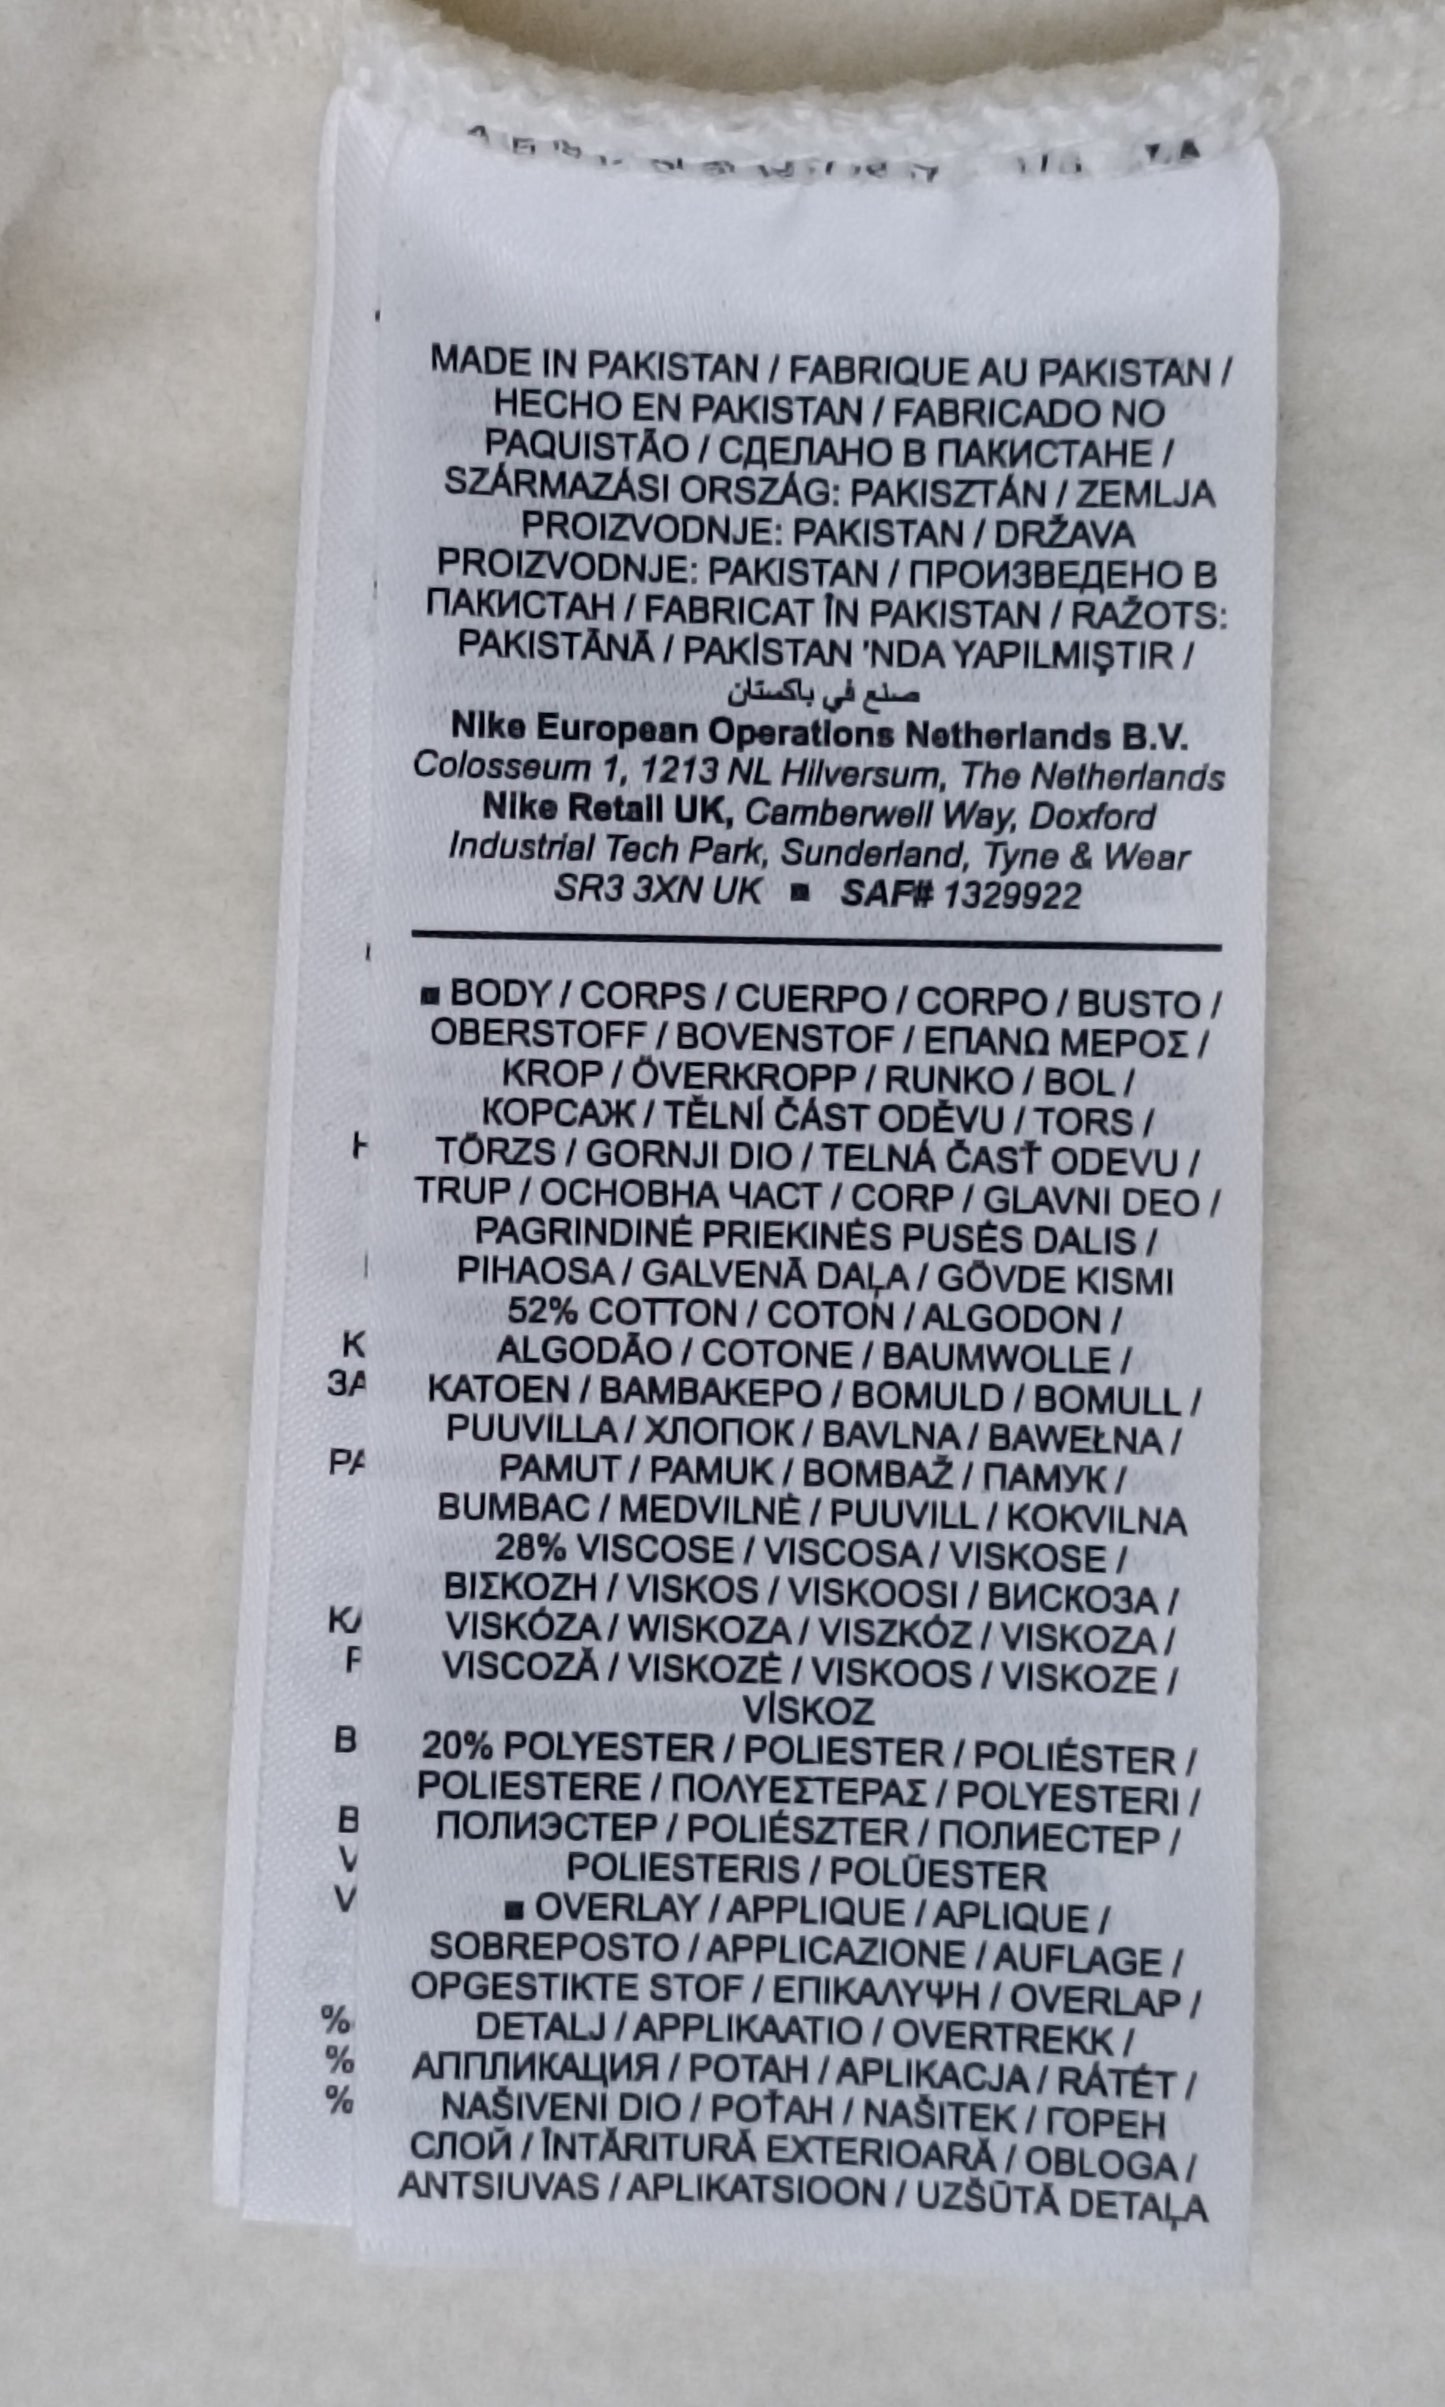 MADE IN PAKISTAN / FABRIQUE AU PAKISTAN /
HECHO EN PAKISTAN / FABRICADO NO
PAQUISTÃO / СДЕЛАНО В ПАКИСТАНЕ /
SZÁRMAZÁSI ORSZÁG: PAKISZTÁN / ZEMLJA
PROIZVODNJE: PAKISTAN / DRŽAVA
PROIZVODNJE: PAKISTAN / ПРОИЗВЕДЕНО В
ПАКИСТАН / FABRICAT ÎN PAKISTAN / RAŽOTS:
PAKISTĀNĀ / PAKİSTAN 'NDA YAPILMIŞTIR /
صنع في باكستان
Nike European Operations Netherlands B.V.
Colosseum 1, 1213 NL Hilversum, The Netherlands
Nike Retail UK, Camberwell Way, Doxford
Industrial Tech Park, Sunderland, Tyne & Wear
SR3 3XN UK ■ SAF# 1329922
■ BODY / CORPS / CUERPO / CORPO / BUSTO /
OBERSTOFF / BOVENSTOF / ΕΠΑΝΩ ΜΕΡΟΣ /
KROP / ÖVERKROPP / RUNKO / BOL /
КОРСАЖ / TĚLNÍ ČÁST ODĚVU / TORS /
TÖRZS / GORNJI DIO / TELNÁ ČASŤ ODEVU /
TRUP / ОСНОВНА ЧАСТ / CORP / GLAVNI DEO /
PAGRINDINĖ PRIEKINĖS PUSĖS DALIS /
PIHAOSA / GALVENĀ DAĻA / GÖVDE KISMI
52% COTTON / COTON / ALGODON /
ALGODÃO / COTONE / BAUMWOLLE /
KATOEN / ΒΑΜΒΑΚΕΡΟ / BOMULD / BOMULL /
PUUVILLA / ХЛОПОК / BAVLNA / BAWEŁNA /
PAMUT / PAMUK / BOMBAŽ / ПАМУК /
BUMBAC / MEDVILNĖ / PUUVILL / KOKVILNA
28% VISCOSE / VISCOSA / VISKOSE /
ΒΙΣΚΟΖΗ / VISKOS / VISKOOSI / ВИСКОЗА /
VISKÓZA / WISKOZA / VISZKÓZ / VISKOZA /
VISCOZĂ / VISKOZĖ / VISKOOS / VISKOZE /
VİSKOZ
20% POLYESTER / POLIESTER / POLIÉSTER /
POLIESTERE / ΠΟΛΥΕΣΤΕΡΑΣ / POLYESTERI /
ПОЛИЭСТЕР / POLIÉSZTER / ПОЛИЕСТЕР /
POLIESTERIS / POLÜESTER
■ OVERLAY / APPLIQUE / APLIQUE /
SOBREPOSTO / APPLICAZIONE / AUFLAGE /
OPGESTIKTE STOF / ΕΠΙΚΑΛΥΨΗ / OVERLAP /
DETALJ / APPLIKAATIO / OVERTREKK /
АППЛИКАЦИЯ / POTAH / APLIKACJA / RÁTÉT /
NAŠIVENI DIO / POŤAH / NAŠITEK / ГОРЕН
СЛОЙ / ÎNTĂRITURĂ EXTERIOARĂ / OBLOGA /
ANTSIUVAS / APLIKATSIOON / UZŠŪTĀ DETAĻA